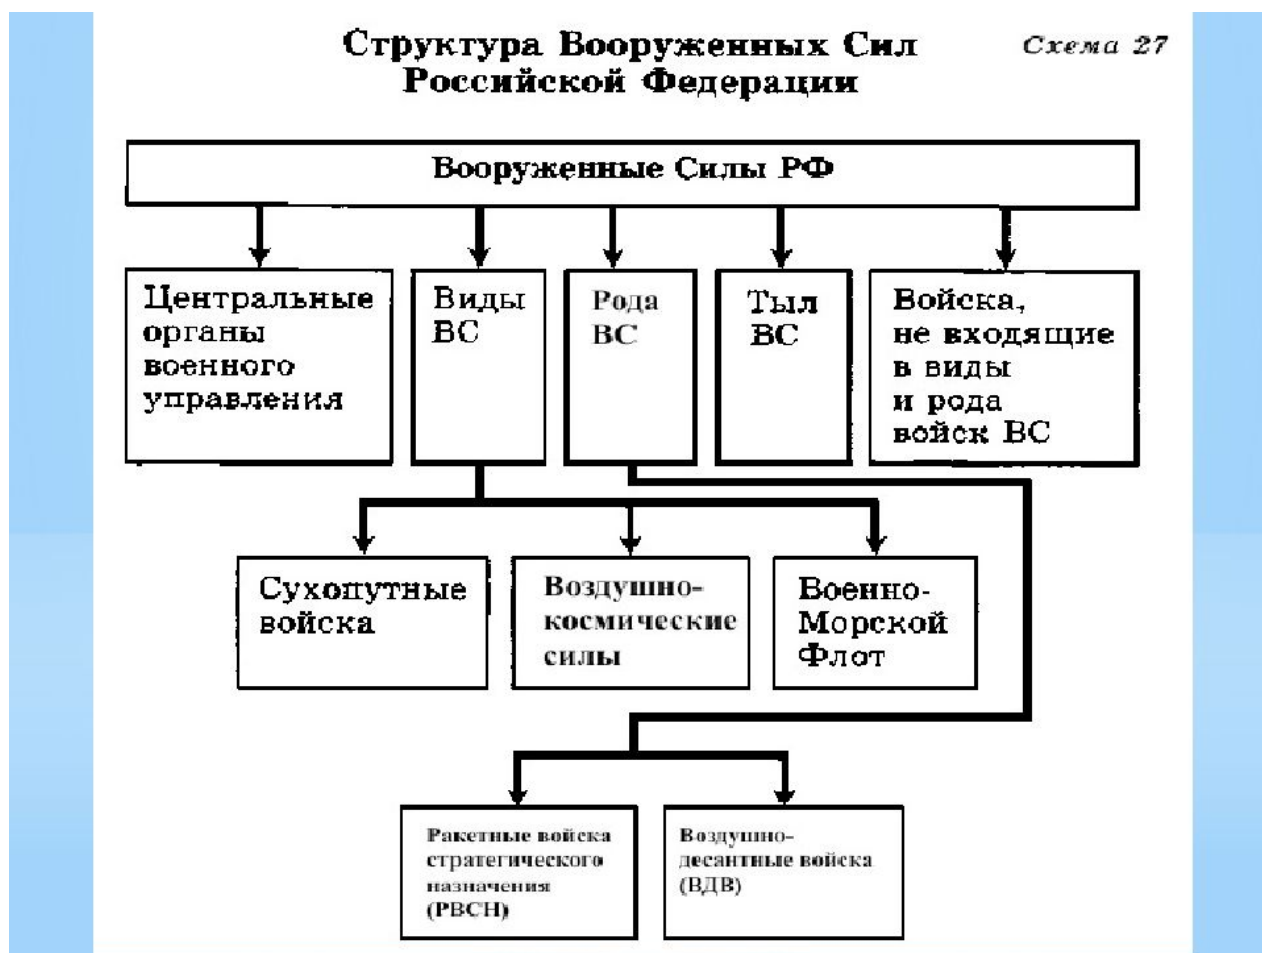 Структура Вооруженных Сил
Российской Федерации
Схема 27
Вооруженные Силы РФ
Центральные
органы
военного
управления
Виды
ВС
Рода
ВС
Тыл
ВС
Войска,
не входящие
в виды
и рода
войск ВС
Сухопутные
войска
Воздушно-
космические
силы
Военно-
Морской
Флот
Ракетные войска
стратегического
назначения
(РВСН)
Воздушно-
десантные войска
(ВДВ)